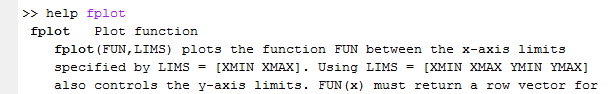 >> help fplot
fplot   Plot function
fplot(FUN,LIMS) plots the function FUN between the x-axis limits
specified by LIMS = [XMIN XMAX]. Using LIMS = [XMIN XMAX YMIN YMAX]
also controls the y-axis limits. FUN(x) must return a row vector for